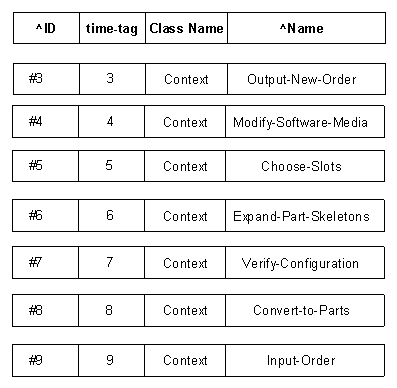 ^ID time-tag Class Name ^Name
#3 3 Context Output-New-Order
#4 4 Context Modify-Software-Media
#5 5 Context Choose-Slots
#6 6 Context Expand-Part-Skeletons
#7 7 Context Verify-Configuration
#8 8 Context Convert-to-Parts
#9 9 Context Input-Order